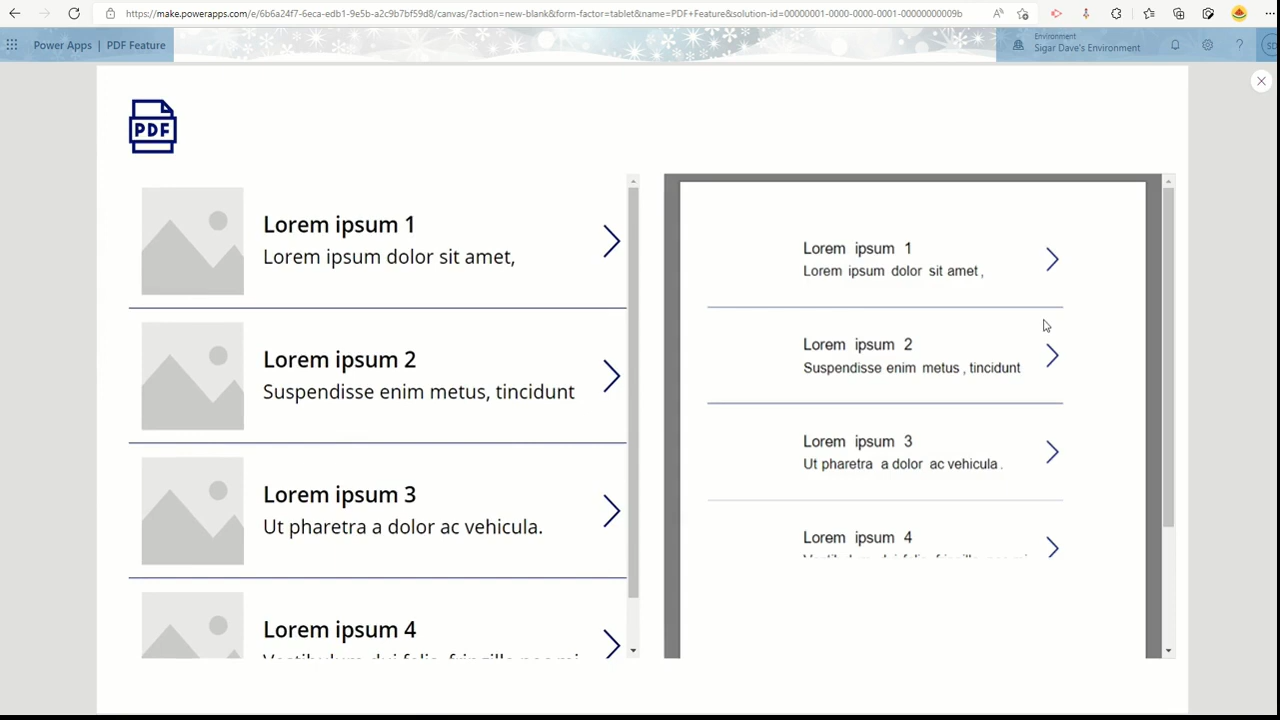 https://make.powerapps.com/e/6b6a24f7-6eca-edb1-9e5b-a2c9b7bf59d8/canvas/?action=new-blank&form-factor=tablet&name=PDF+Feature&solution-id=00000001-0000-0000-0001-00000000009b
Power Apps | PDF Feature
Environment
Sigar Dave's Environment
SD
PDF
Lorem ipsum 1
Lorem ipsum dolor sit amet,
Lorem ipsum 2
Suspendisse enim metus, tincidunt
Lorem ipsum 3
Ut pharetra a dolor ac vehicula.
Lorem ipsum 4
Lorem ipsum 1
Lorem ipsum dolor sit amet ,
Lorem ipsum 2
Suspendisse enim metus , tincidunt
Lorem ipsum 3
Ut pharetra a dolor ac vehicula .
Lorem ipsum 4